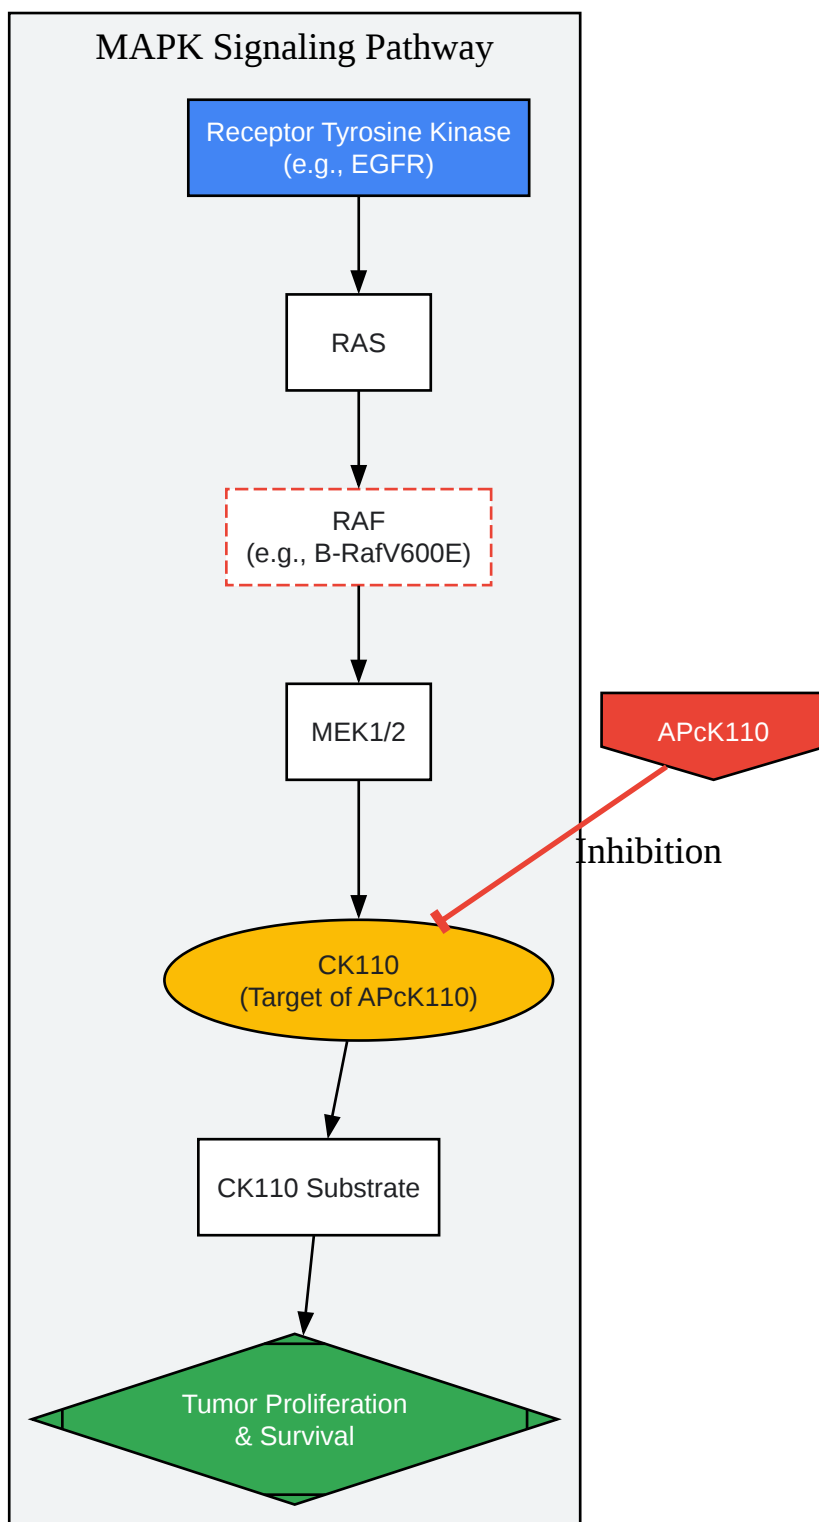 MAPK Signaling Pathway
Receptor Tyrosine Kinase
(e.g., EGFR)
RAS
RAF
(e.g., B-RafV600E)
MEK1/2
APcK110
Inhibition
CK110
(Target of APcK110)
CK110 Substrate
Tumor Proliferation
& Survival